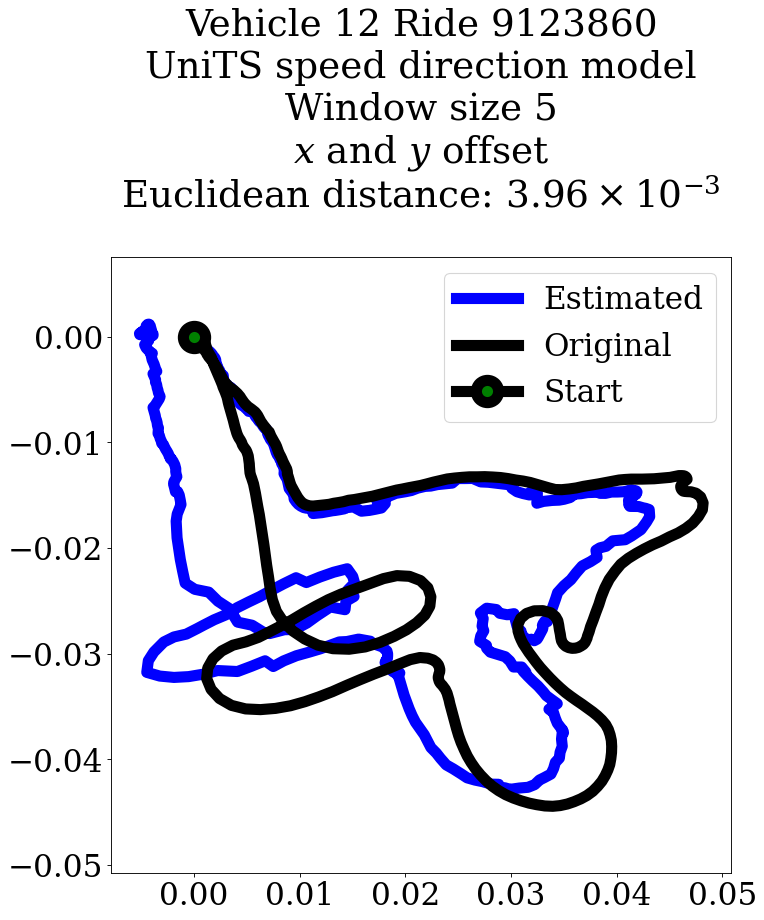 Vehicle 12 Ride 9123860
UniTS speed direction model
Window size 5
x and y offset
Euclidean distance: 3.96 × 10⁻³
Estimated
Original
Start
0.00
−0.01
−0.02
−0.03
−0.04
−0.05
0.00 0.01 0.02 0.03 0.04 0.05